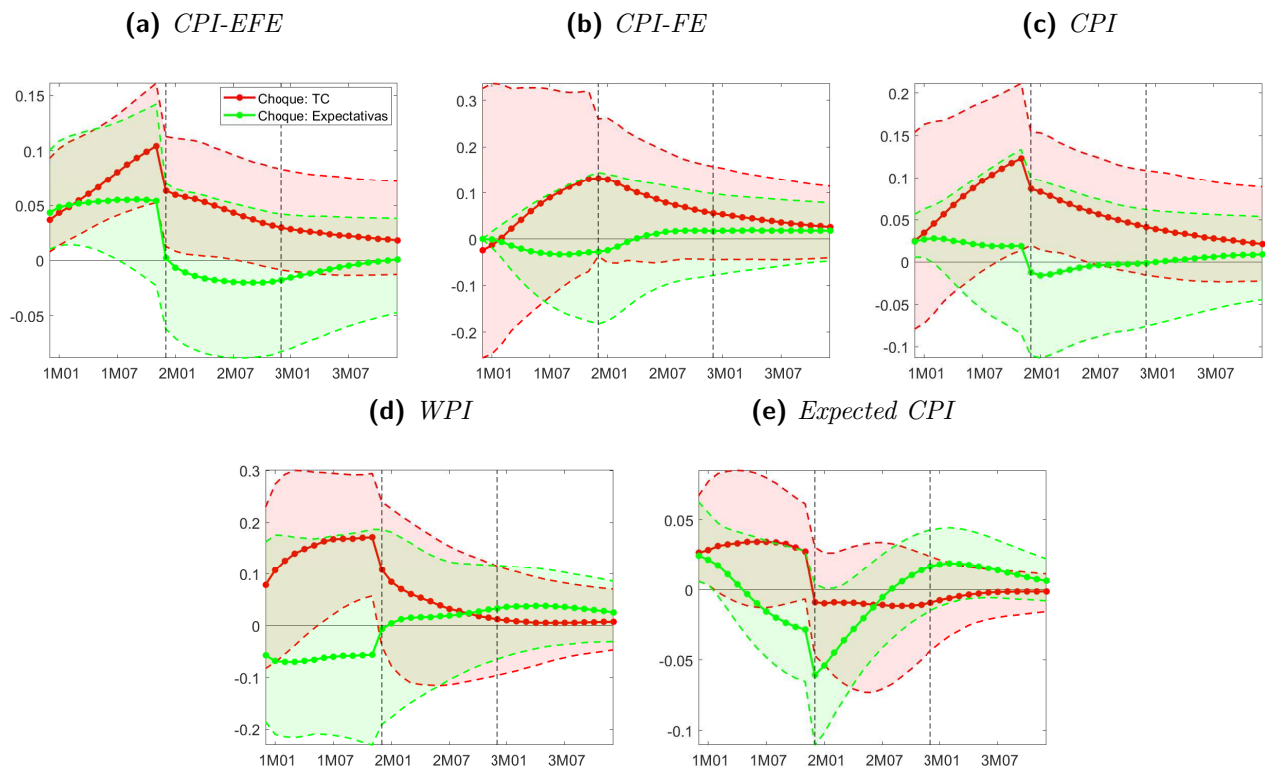 (a) CPI-EFE
(b) CPI-FE
(c) CPI
0.15
0.1
0.05
0
-0.05
1M01 1M07 2M01 2M07 3M01 3M07
Choque: TC
Choque: Expectativas
0.3
0.2
0.1
0
-0.1
-0.2
1M01 1M07 2M01 2M07 3M01 3M07
0.2
0.15
0.1
0.05
0
-0.05
-0.1
1M01 1M07 2M01 2M07 3M01 3M07
(d) WPI
(e) Expected CPI
0.3
0.2
0.1
0
-0.1
-0.2
1M01 1M07 2M01 2M07 3M01 3M07
0.05
0
-0.05
-0.1
1M01 1M07 2M01 2M07 3M01 3M07